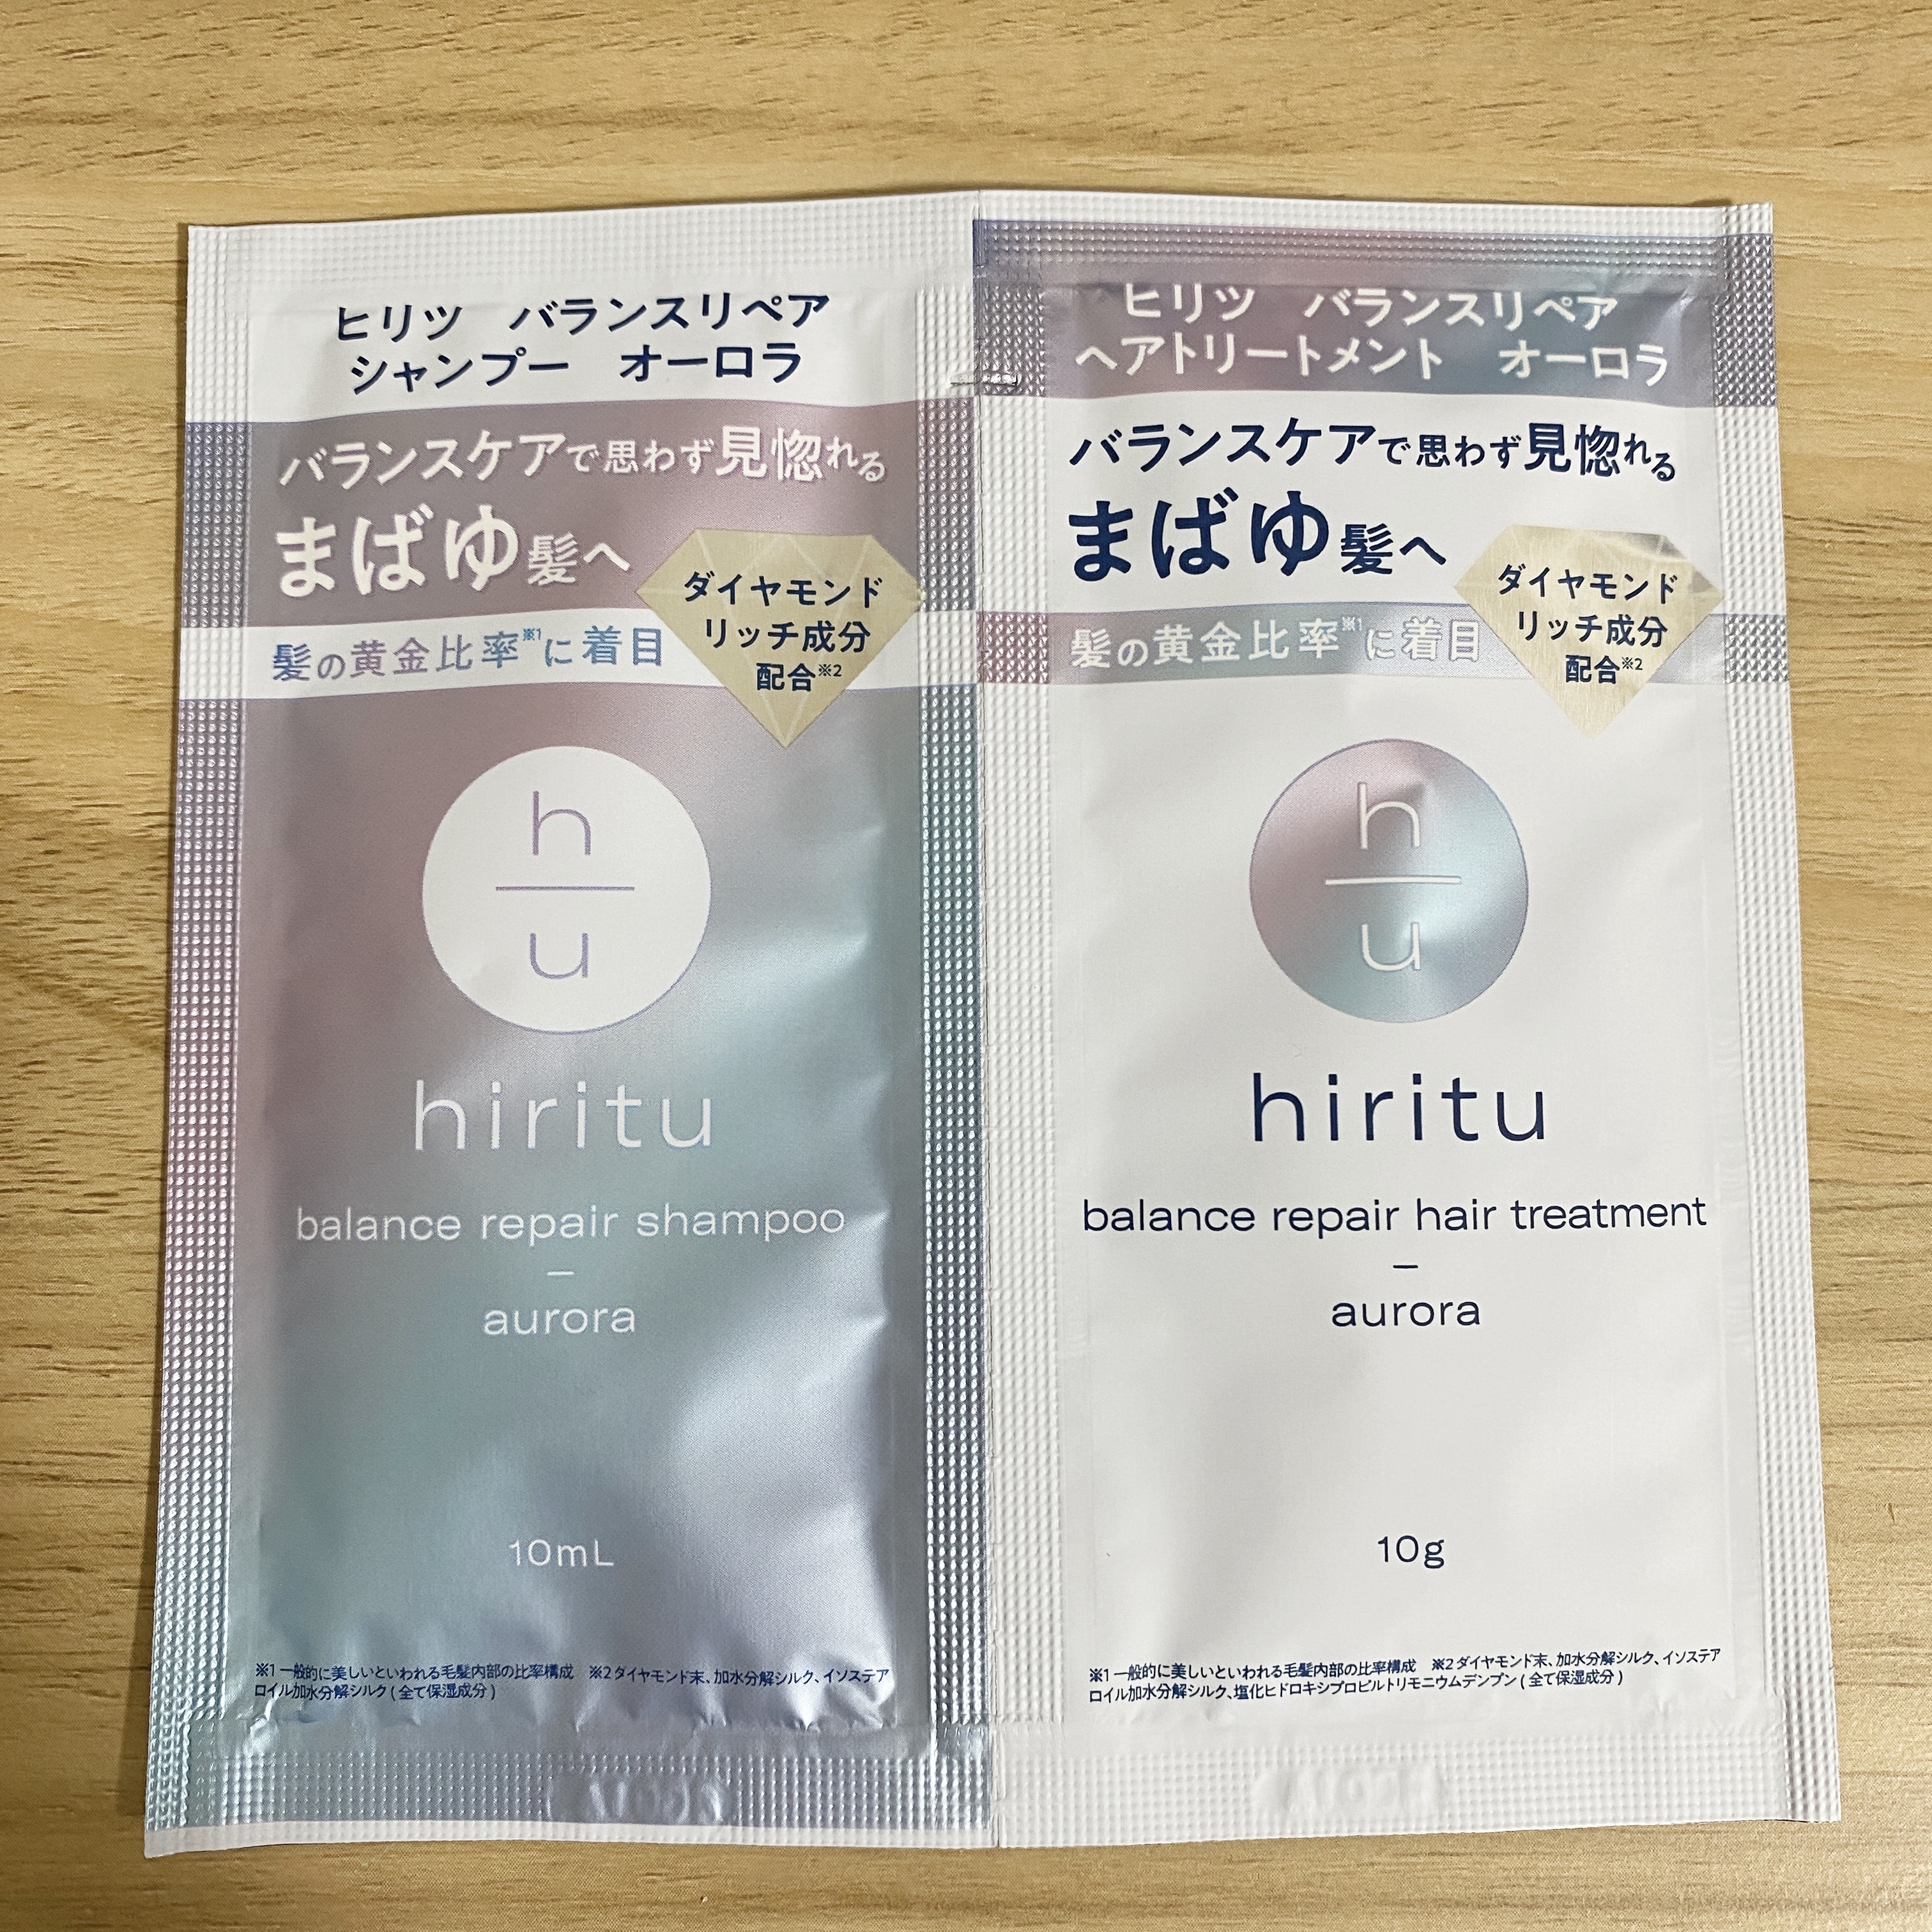 ヒリツ　バランスリペア
シャンプー　オーロラ
バランスケアで思わず見惚れる
まばゆ髪へ
ダイヤモンド
リッチ成分
配合※2
髪の黄金比率※1に着目
h
u
hiritu
balance repair shampoo
–
aurora
10mL
※1 一般的に美しいといわれる毛髪内部の比率構成　※2 ダイヤモンド末、加水分解シルク、イソステア
ロイル加水分解シルク ( 全て保湿成分 )
ヒリツ　バランスリペア
ヘアトリートメント　オーロラ
バランスケアで思わず見惚れる
まばゆ髪へ
ダイヤモンド
リッチ成分
配合※2
髪の黄金比率※1に着目
h
u
hiritu
balance repair hair treatment
–
aurora
10g
※1 一般的に美しいといわれる毛髪内部の比率構成　※2 ダイヤモンド末、加水分解シルク、イソステア
ロイル加水分解シルク、塩化ヒドロキシプロピルトリモニウムデンプン ( 全て保湿成分 )